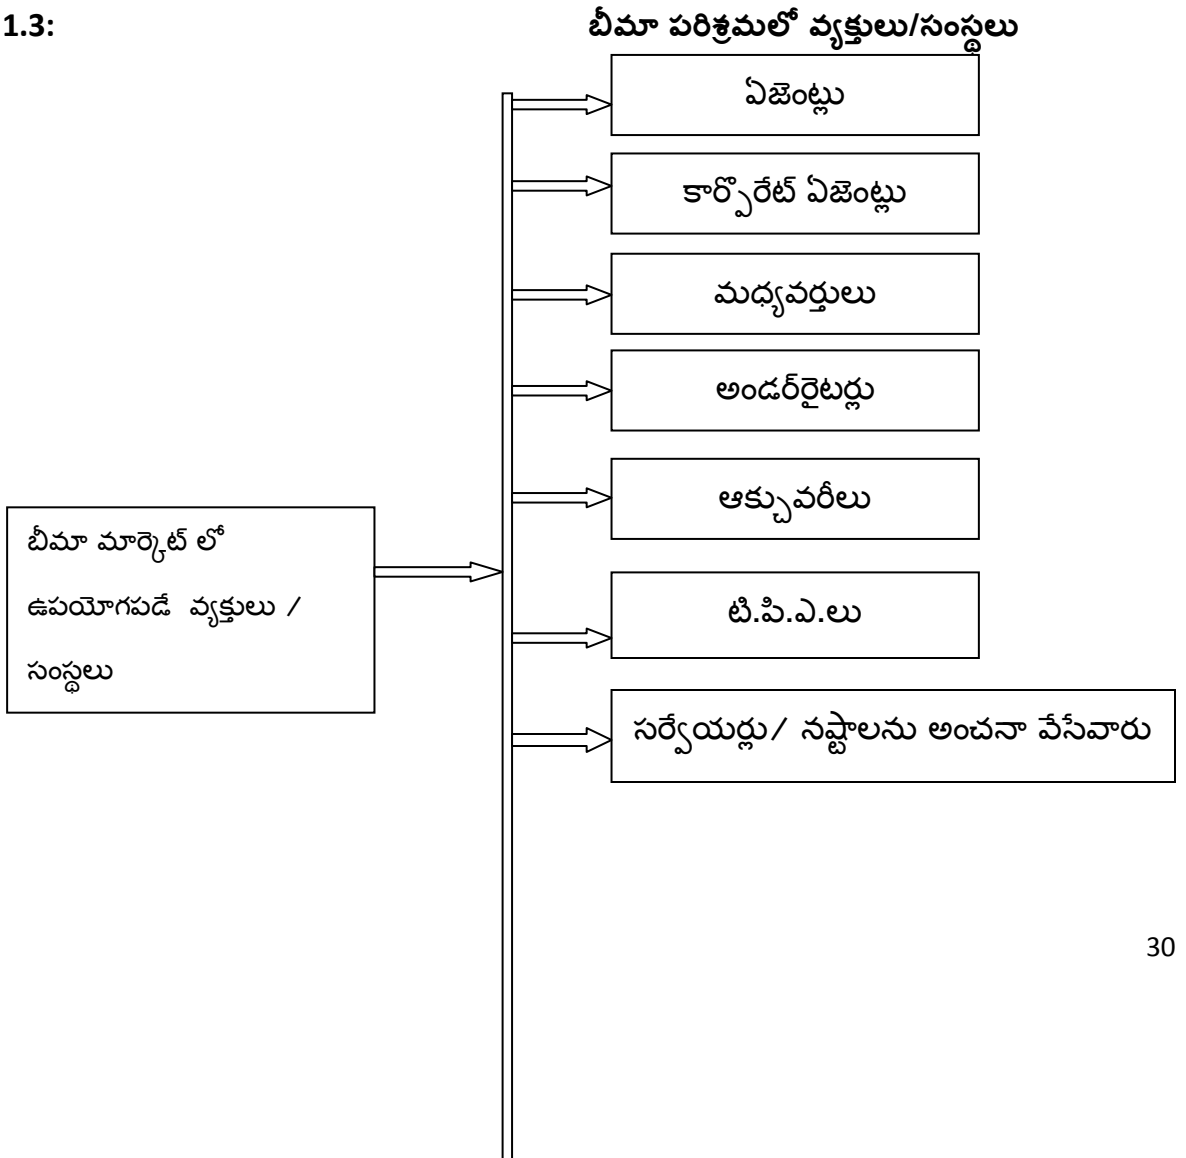 1.3: బీమా పరిశ్రమలో వ్యక్తులు/సంస్థలు
ఏజెంట్లు
కార్పొరేట్ ఏజెంట్లు
మధ్యవర్తులు
అండర్‌రైటర్లు
ఆక్చువరీలు
బీమా మార్కెట్ లో
ఉపయోగపడే వ్యక్తులు /
సంస్థలు
టి.పి.ఎ.లు
సర్వేయర్లు/ నష్టాలను అంచనా వేసేవారు
30